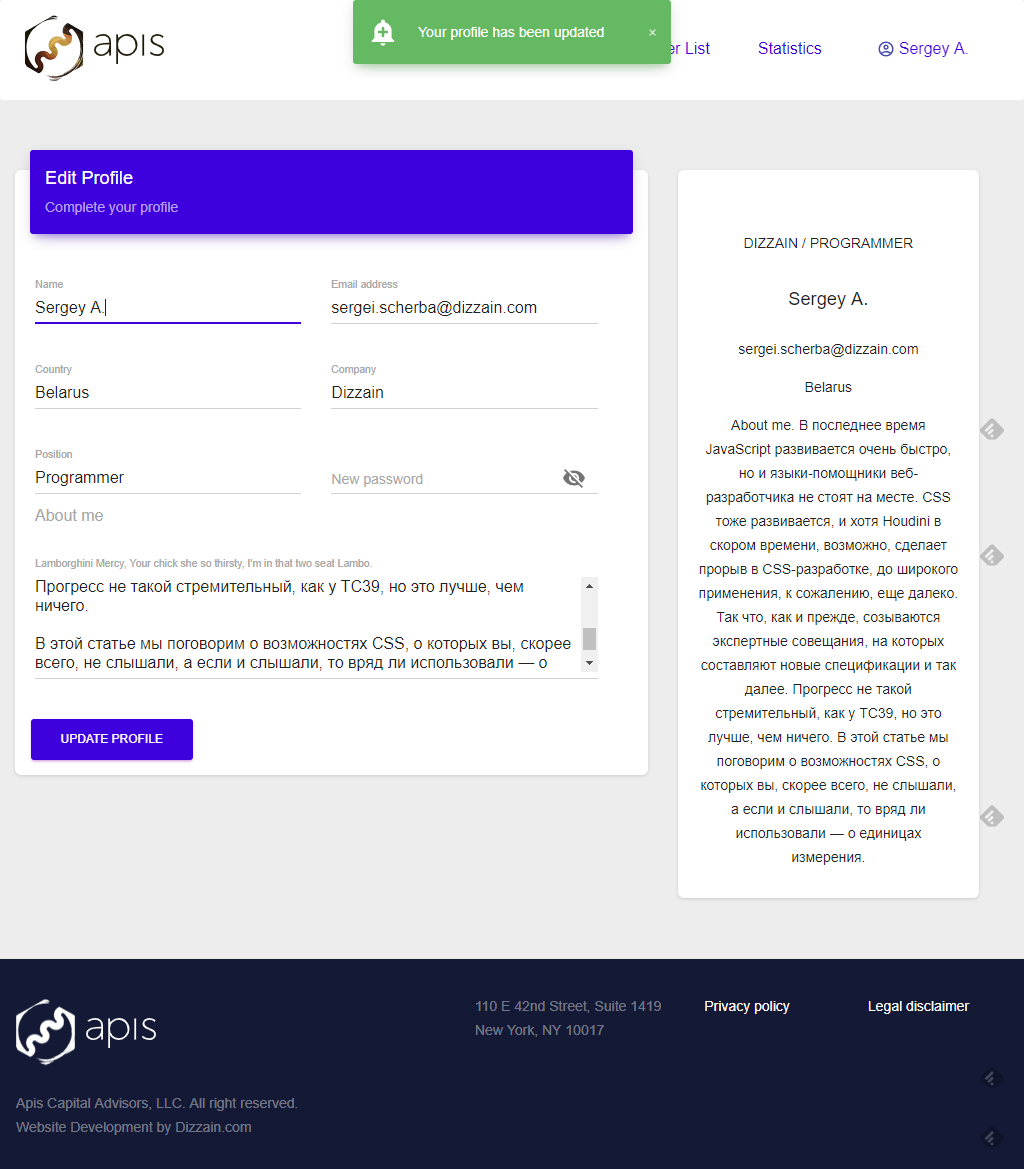 apis
Your profile has been updated ×
er List
Statistics
Sergey A.
Edit Profile
Complete your profile
Name
Sergey A.
Email address
sergei.scherba@dizzain.com
Country
Belarus
Company
Dizzain
Position
Programmer
New password
About me
Lamborghini Mercy, Your chick she so thirsty, I'm in that two seat Lambo.
Прогресс не такой стремительный, как у TC39, но это лучше, чем
ничего.
В этой статье мы поговорим о возможностях CSS, о которых вы, скорее
всего, не слышали, а если и слышали, то вряд ли использовали — о
UPDATE PROFILE
DIZZAIN / PROGRAMMER
Sergey A.
sergei.scherba@dizzain.com
Belarus
About me. В последнее время
JavaScript развивается очень быстро,
но и языки-помощники веб-
разработчика не стоят на месте. CSS
тоже развивается, и хотя Houdini в
скором времени, возможно, сделает
прорыв в CSS-разработке, до широкого
применения, к сожалению, еще далеко.
Так что, как и прежде, созываются
экспертные совещания, на которых
составляют новые спецификации и так
далее. Прогресс не такой
стремительный, как у TC39, но это
лучше, чем ничего. В этой статье мы
поговорим о возможностях CSS, о
которых вы, скорее всего, не слышали,
а если и слышали, то вряд ли
использовали — о единицах
измерения.
apis
110 E 42nd Street, Suite 1419
New York, NY 10017
Privacy policy
Legal disclaimer
Apis Capital Advisors, LLC. All right reserved.
Website Development by Dizzain.com